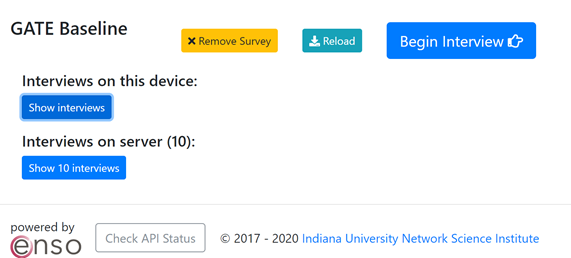 GATE Baseline
Remove Survey
Reload
Begin Interview
Interviews on this device:
Show interviews
Interviews on server (10):
Show 10 interviews
powered by
enso
Check API Status
© 2017 - 2020 Indiana University Network Science Institute